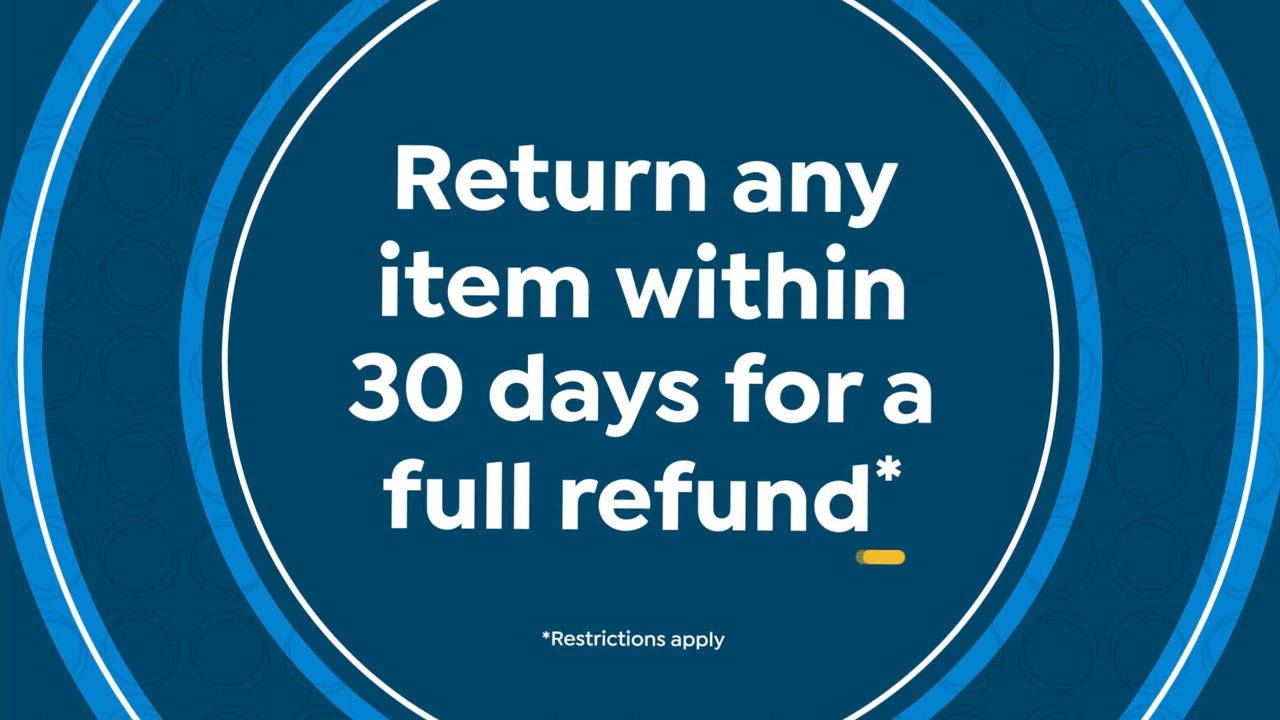 Return any
item within
30 days for a
full refund*
*Restrictions apply